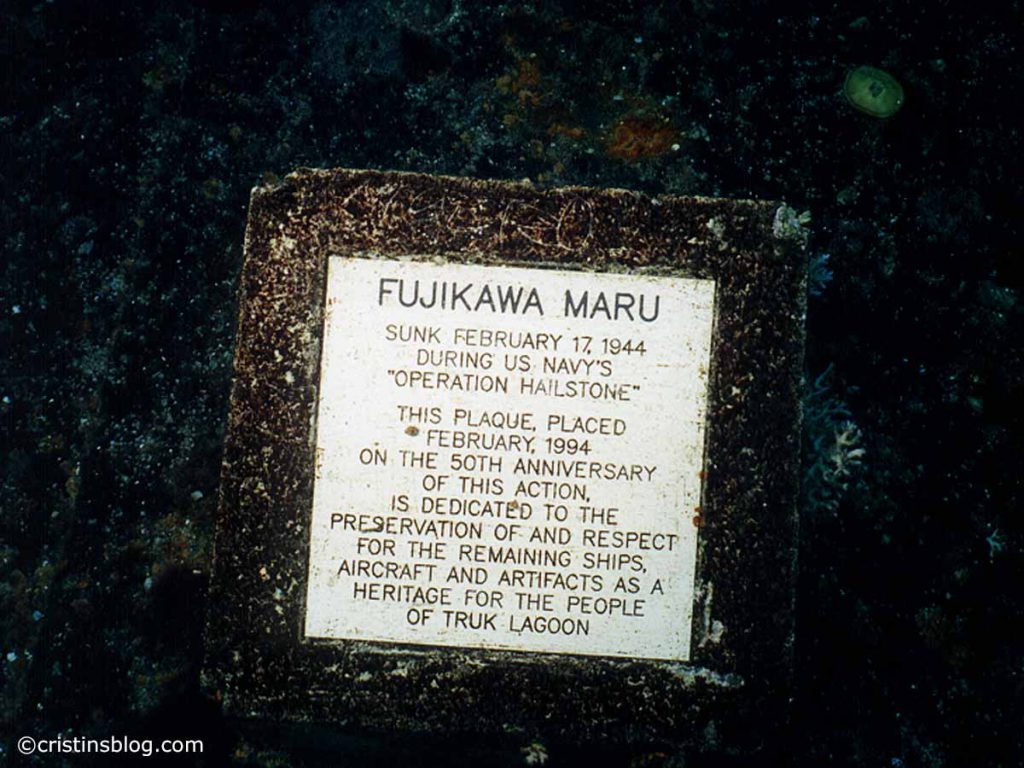 FUJIKAWA MARU
SUNK FEBRUARY 17, 1944
DURING US NAVY'S
"OPERATION HAILSTONE"
THIS PLAQUE, PLACED
FEBRUARY, 1994
ON THE 50TH ANNIVERSARY
OF THIS ACTION,
IS DEDICATED TO THE
PRESERVATION OF AND RESPECT
FOR THE REMAINING SHIPS,
AIRCRAFT AND ARTIFACTS AS A
HERITAGE FOR THE PEOPLE
OF TRUK LAGOON
©cristinsblog.com